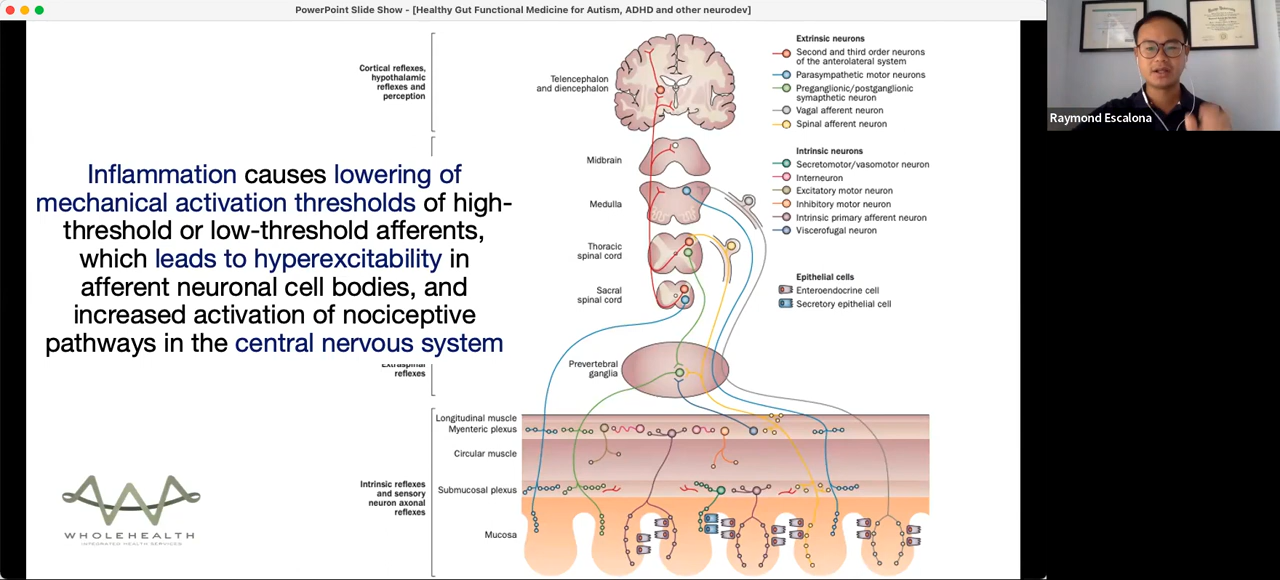 PowerPoint Slide Show - [Healthy Gut Functional Medicine for Autism, ADHD and other neurodev]
Raymond Escalona
Inflammation causes lowering of
mechanical activation thresholds of high-
threshold or low-threshold afferents,
which leads to hyperexcitability in
afferent neuronal cell bodies, and
increased activation of nociceptive
pathways in the central nervous system
Cortical reflexes,
hypothalamic
reflexes and
perception
Extraspinal
reflexes
Intrinsic reflexes
and sensory
neuron axonal
reflexes
Telencephalon
and diencephalon
Midbrain
Medulla
Thoracic
spinal cord
Sacral
spinal cord
Prevertebral
ganglia
Longitudinal muscle
Myenteric plexus
Circular muscle
Submucosal plexus
Mucosa
Extrinsic neurons
Second and third order neurons
of the anterolateral system
Parasympathetic motor neurons
Preganglionic/postganglionic
symapthetic neuron
Vagal afferent neuron
Spinal afferent neuron
Intrinsic neurons
Secretomotor/vasomotor neuron
Interneuron
Excitatory motor neuron
Inhibitory motor neuron
Intrinsic primary afferent neuron
Viscerofugal neuron
Epithelial cells
Enteroendocrine cell
Secretory epithelial cell
WHOLEHEALTH
INTEGRATED HEALTH SERVICES